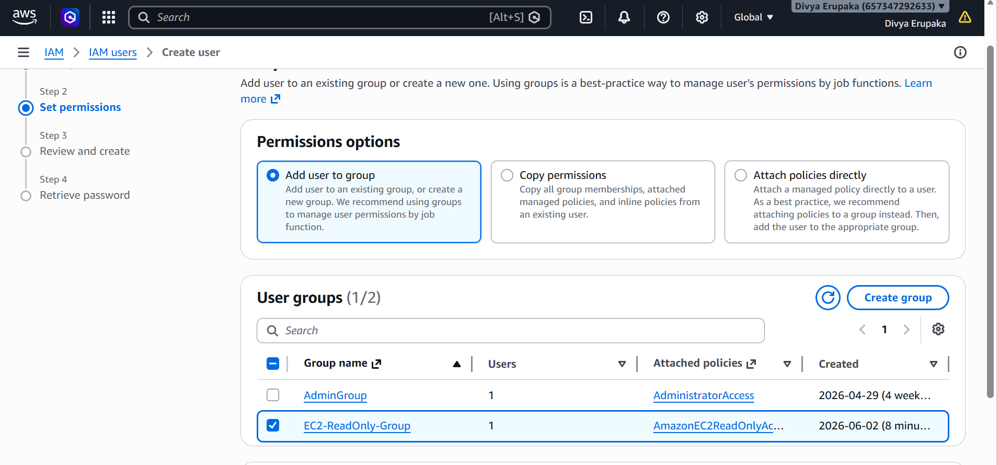 aws
Search
[Alt+S]
Global
Divya Erupaka (657347292633)
Divya Erupaka
IAM
IAM users
Create user
Add user to an existing group or create a new one. Using groups is a best-practice way to manage user's permissions by job functions. Learn
more
Step 2
Set permissions
Step 3
Review and create
Step 4
Retrieve password
Permissions options
Add user to group
Add user to an existing group, or create a
new group. We recommend using groups
to manage user permissions by job
function.
Copy permissions
Copy all group memberships, attached
managed policies, and inline policies from
an existing user.
Attach policies directly
Attach a managed policy directly to a user.
As a best practice, we recommend
attaching policies to a group instead. Then,
add the user to the appropriate group.
User groups (1/2)
Create group
Search
1
Group name Users Attached policies Created
AdminGroup 1 AdministratorAccess 2026-04-29 (4 week...
EC2-ReadOnly-Group 1 AmazonEC2ReadOnlyAc... 2026-06-02 (8 minu...